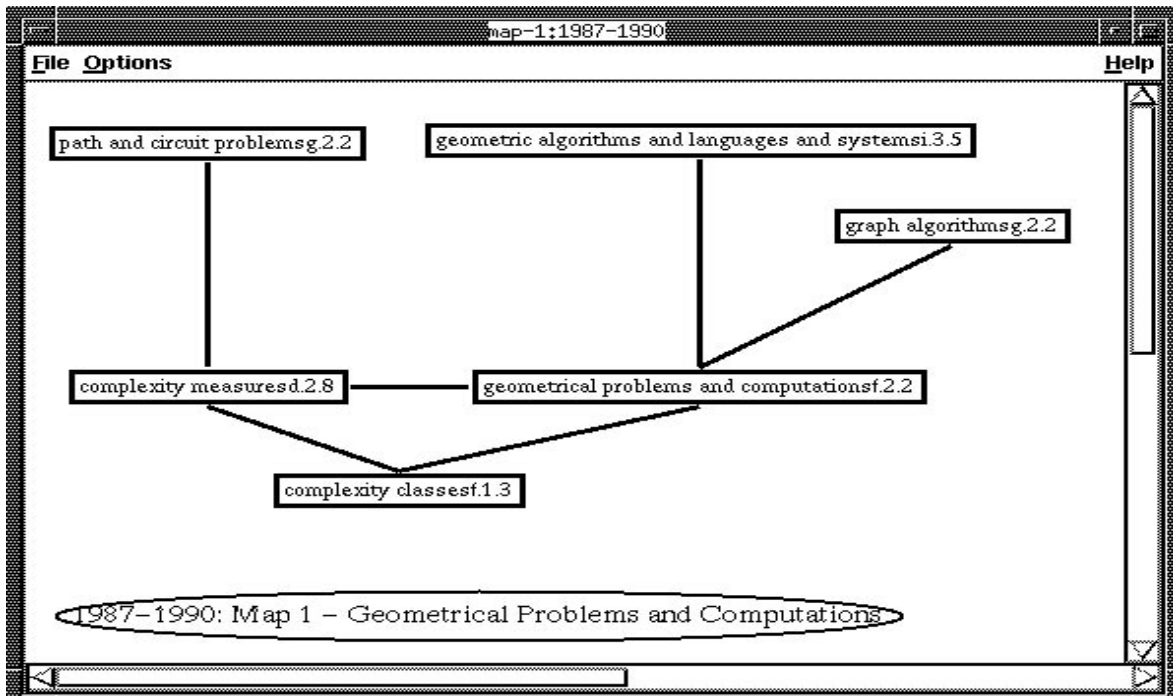 map-1:1987-1990
File Options Help
path and circuit problemsg.2.2
geometric algorithms and languages and systemsi.3.5
graph algorithmsg.2.2
complexity measuresd.2.8
geometrical problems and computationsf.2.2
complexity classesf.1.3
1987-1990: Map 1 - Geometrical Problems and Computations